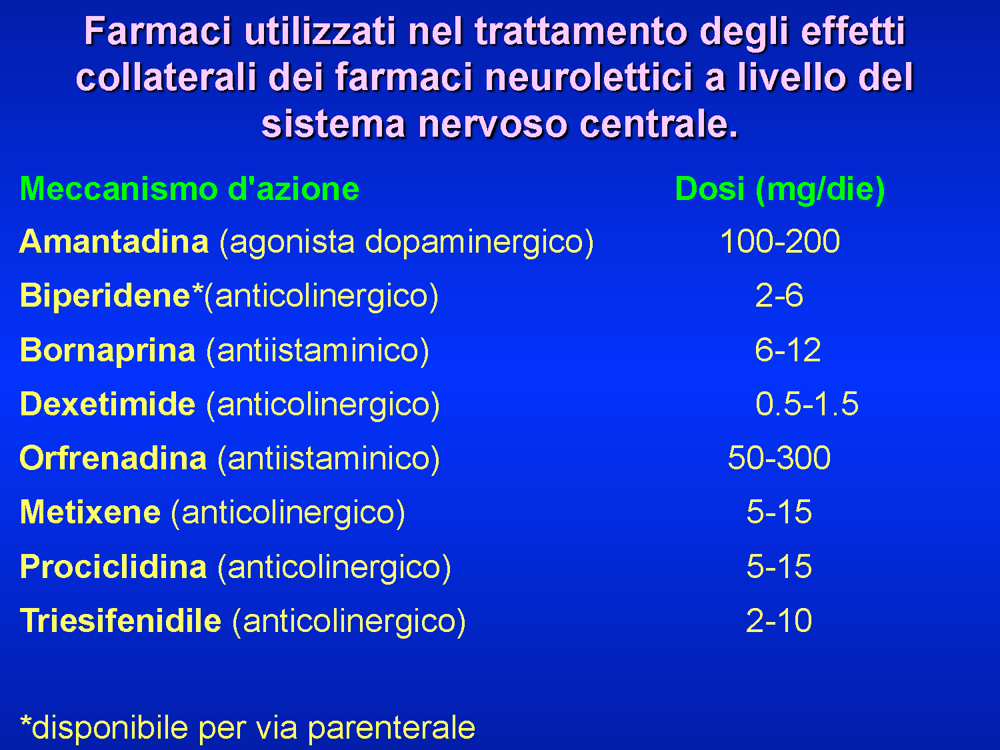 Farmaci utilizzati nel trattamento degli effetti
collaterali dei farmaci neurolettici a livello del
sistema nervoso centrale.
Meccanismo d'azione Dosi (mg/die)
Amantadina (agonista dopaminergico) 100-200
Biperidene*(anticolinergico) 2-6
Bornaprina (antiistaminico) 6-12
Dexetimide (anticolinergico) 0.5-1.5
Orfrenadina (antiistaminico) 50-300
Metixene (anticolinergico) 5-15
Prociclidina (anticolinergico) 5-15
Triesifenidile (anticolinergico) 2-10
*disponibile per via parenterale